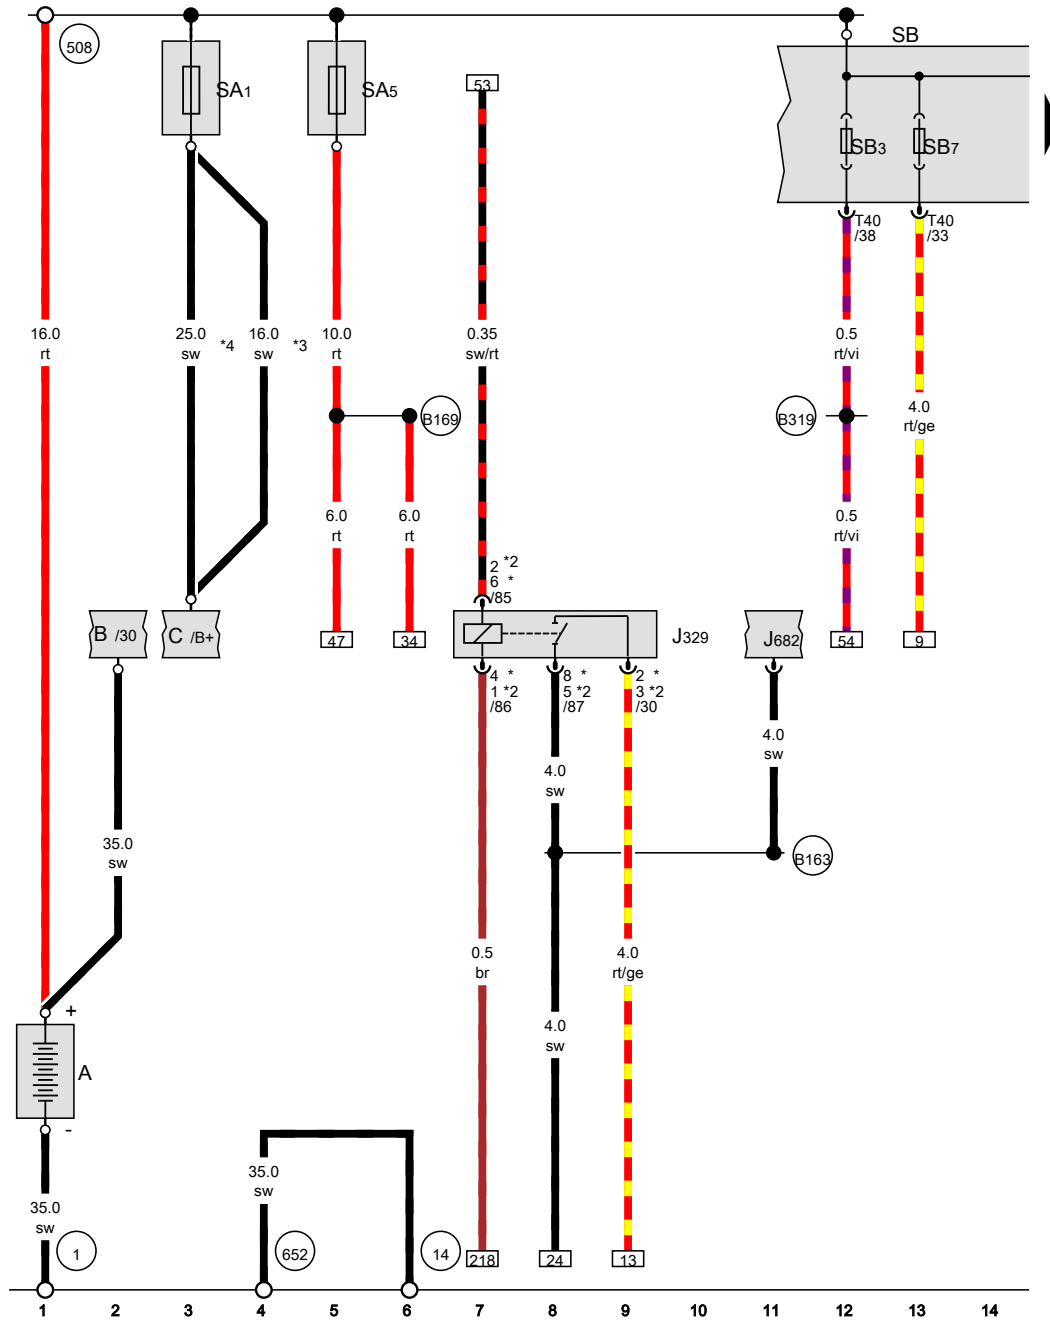 508
SB
SA1
SA5
53
SB3
SB7
T40
/38
T40
/33
16.0
rt
25.0
sw
*4
16.0
sw
*3
10.0
rt
0.35
sw/rt
0.5
rt/vi
B169
B319
4.0
rt/ge
6.0
rt
6.0
rt
0.5
rt/vi
2 *2
6 *
/85
B /30
C /B+
47
34
J329
J682
54
9
4 *
1 *2
/86
8 *
5 *2
/87
2 *
3 *2
/30
4.0
sw
4.0
sw
35.0
sw
B163
0.5
br
4.0
rt/ge
+
4.0
sw
A
-
35.0
sw
35.0
sw
1
652
14
218
24
13
1 2 3 4 5 6 7 8 9 10 11 12 13 14